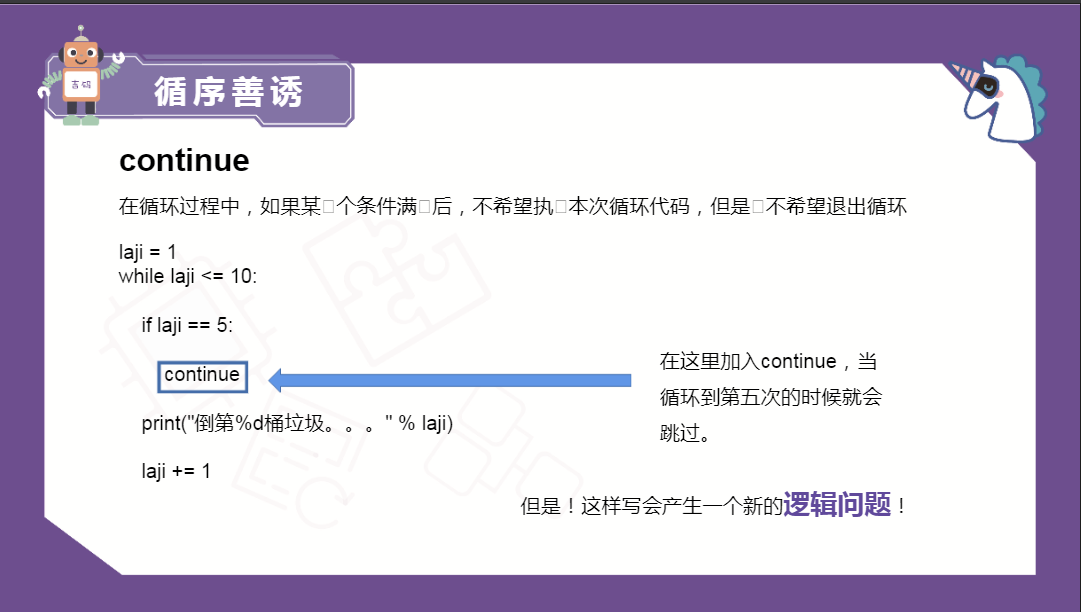 吉吗
循序善诱
continue
在循环过程中，如果某□个条件满□后，不希望执□本次循环代码，但是□不希望退出循环
laji = 1
while laji <= 10:
if laji == 5:
continue
print("倒第%d桶垃圾。。。" % laji)
laji += 1
在这里加入continue，当
循环到第五次的时候就会
跳过。
但是！这样写会产生一个新的逻辑问题！